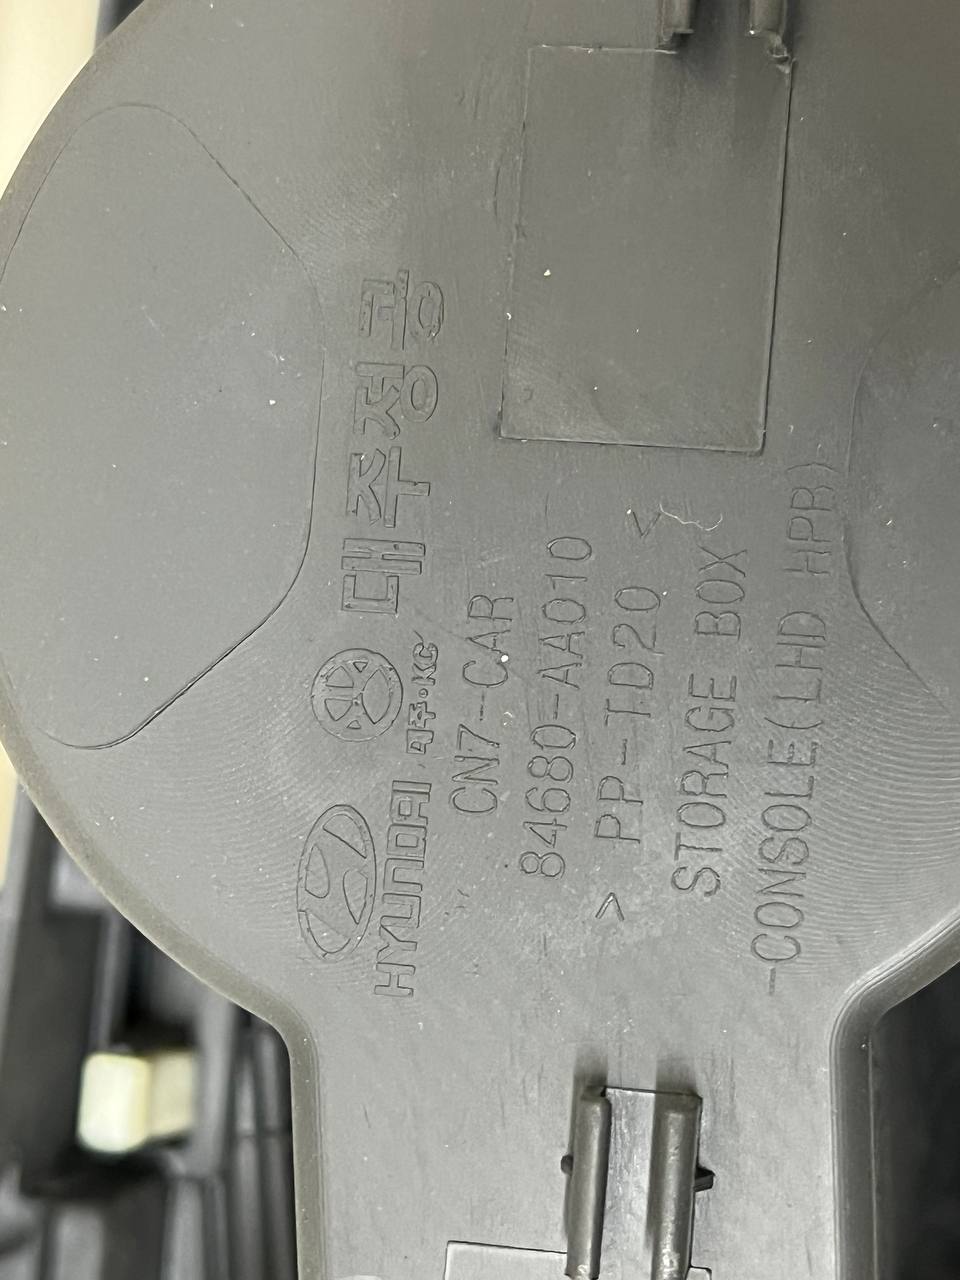 HYUNDAI 대주·KC 대주정공
CN7-CAR
84680-AA010
> PP-TD20 <
STORAGE BOX
-CONSOLE(LHD HPB)